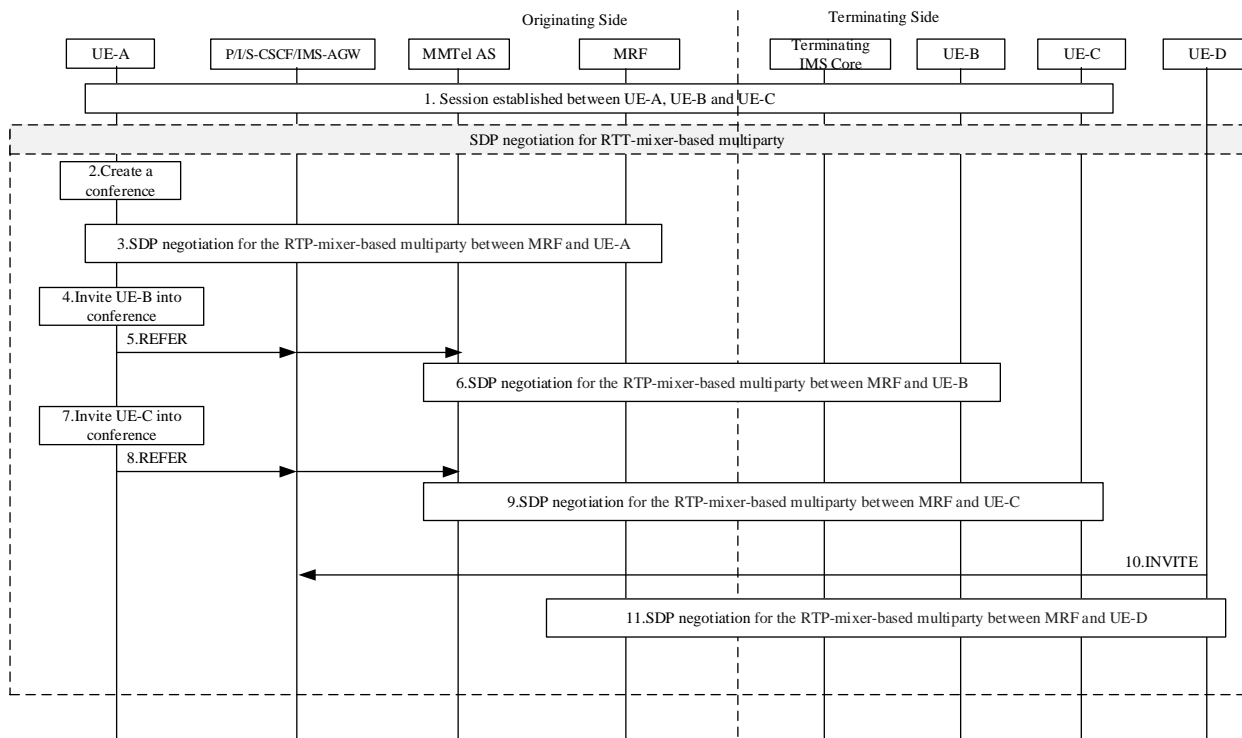 Originating Side
Terminating Side
UE-A
P/I/S-CSCF/IMS-AGW
MMTel AS
MRF
Terminating
IMS Core
UE-B
UE-C
UE-D
1. Session established between UE-A, UE-B and UE-C
SDP negotiation for RTT-mixer-based multiparty
2.Create a
conference
3.SDP negotiation for the RTP-mixer-based multiparty between MRF and UE-A
4.Invite UE-B into
conference
5.REFER
6.SDP negotiation for the RTP-mixer-based multiparty between MRF and UE-B
7.Invite UE-C into
conference
8.REFER
9.SDP negotiation for the RTP-mixer-based multiparty between MRF and UE-C
10.INVITE
11.SDP negotiation for the RTP-mixer-based multiparty between MRF and UE-D